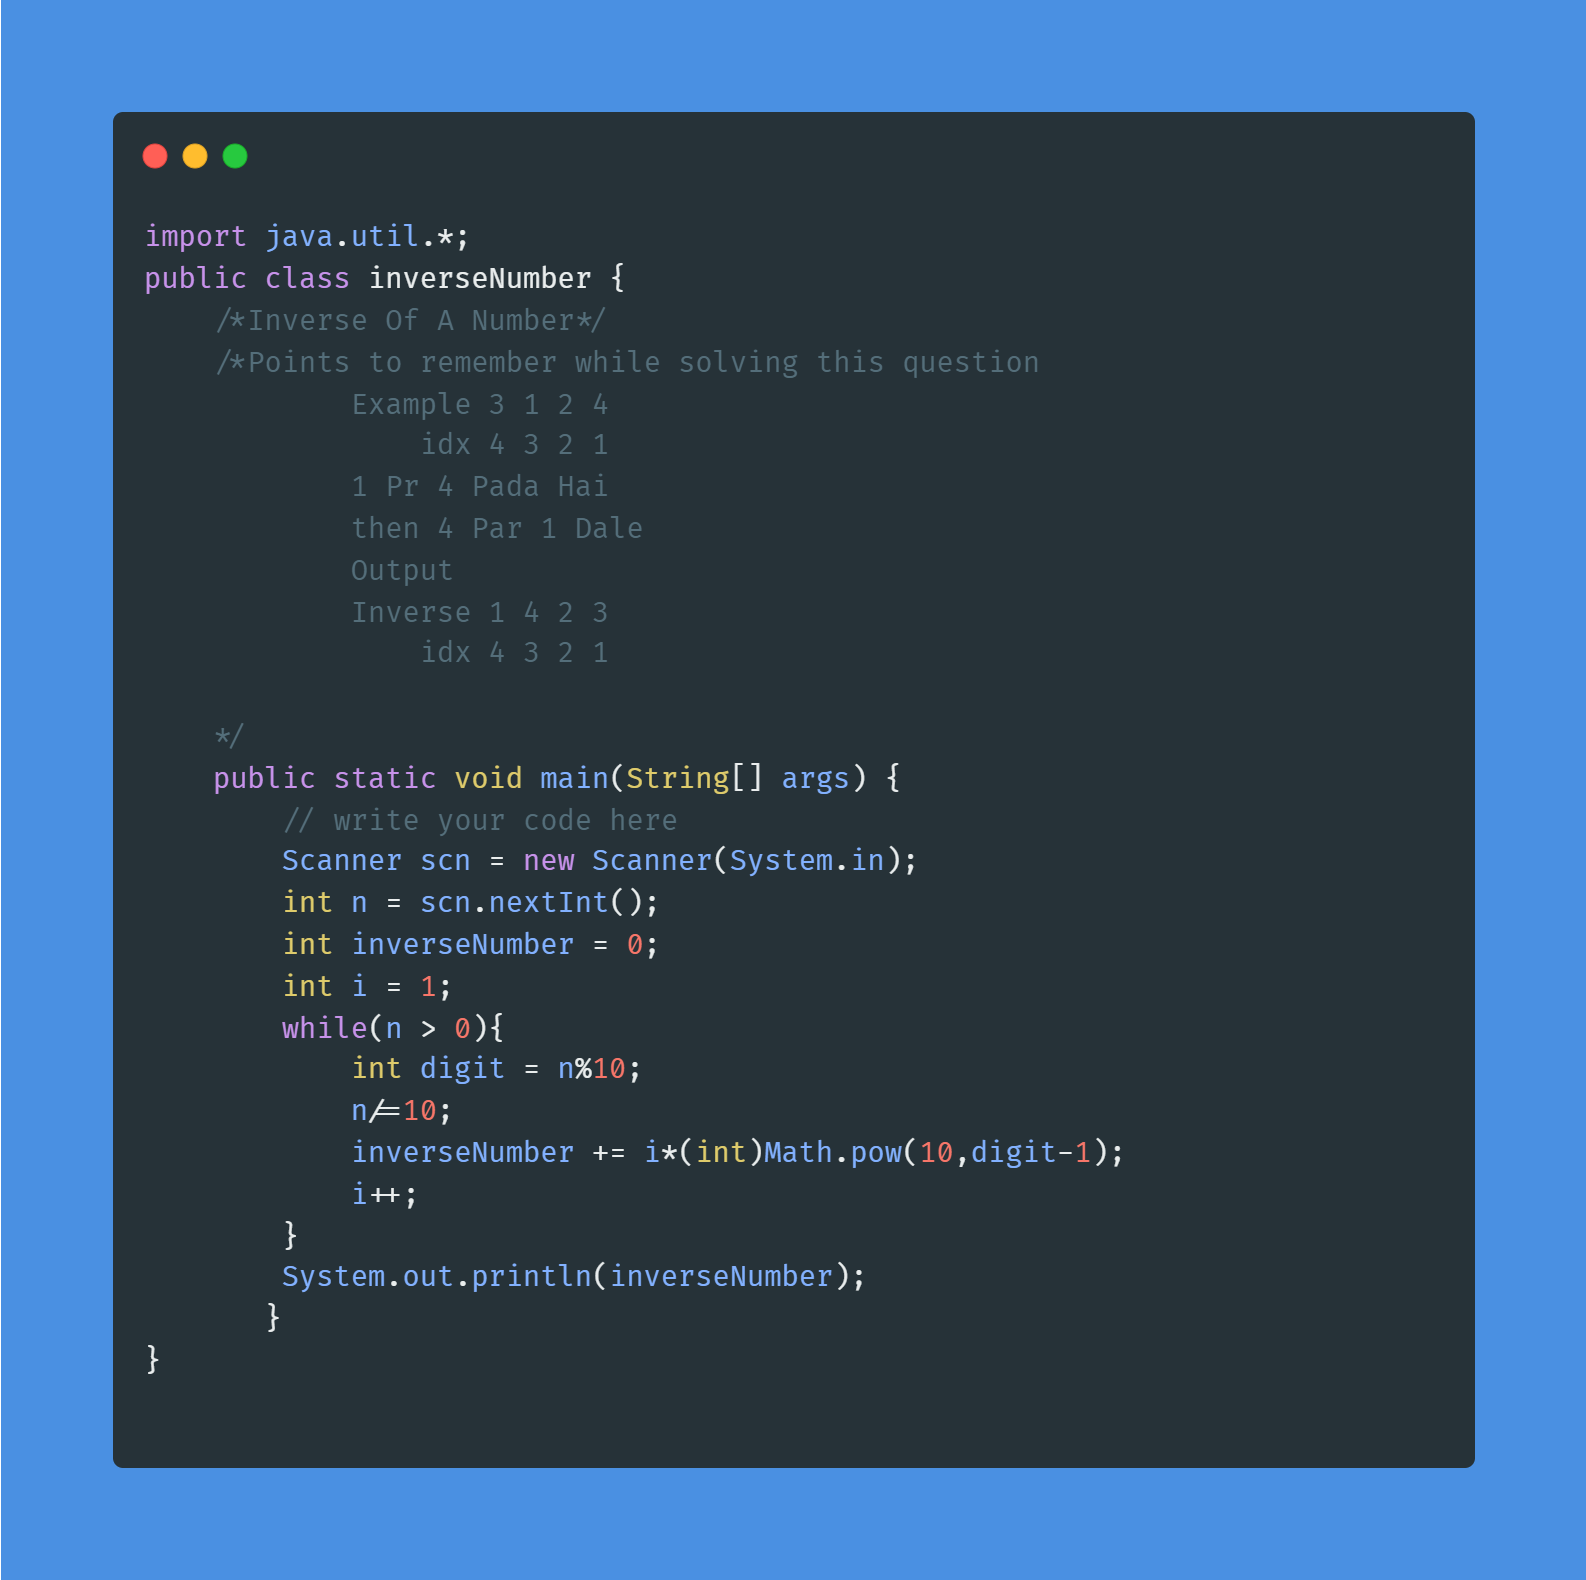 import java.util.*;
public class inverseNumber {
    /*Inverse Of A Number*/
    /*Points to remember while solving this question
            Example 3 1 2 4
                idx 4 3 2 1
            1 Pr 4 Pada Hai
            then 4 Par 1 Dale
            Output
            Inverse 1 4 2 3
                idx 4 3 2 1

    */
    public static void main(String[] args) {
        // write your code here
        Scanner scn = new Scanner(System.in);
        int n = scn.nextInt();
        int inverseNumber = 0;
        int i = 1;
        while(n > 0){
            int digit = n%10;
            n/=10;
            inverseNumber += i*(int)Math.pow(10,digit-1);
            i++;
        }
        System.out.println(inverseNumber);
       }
}